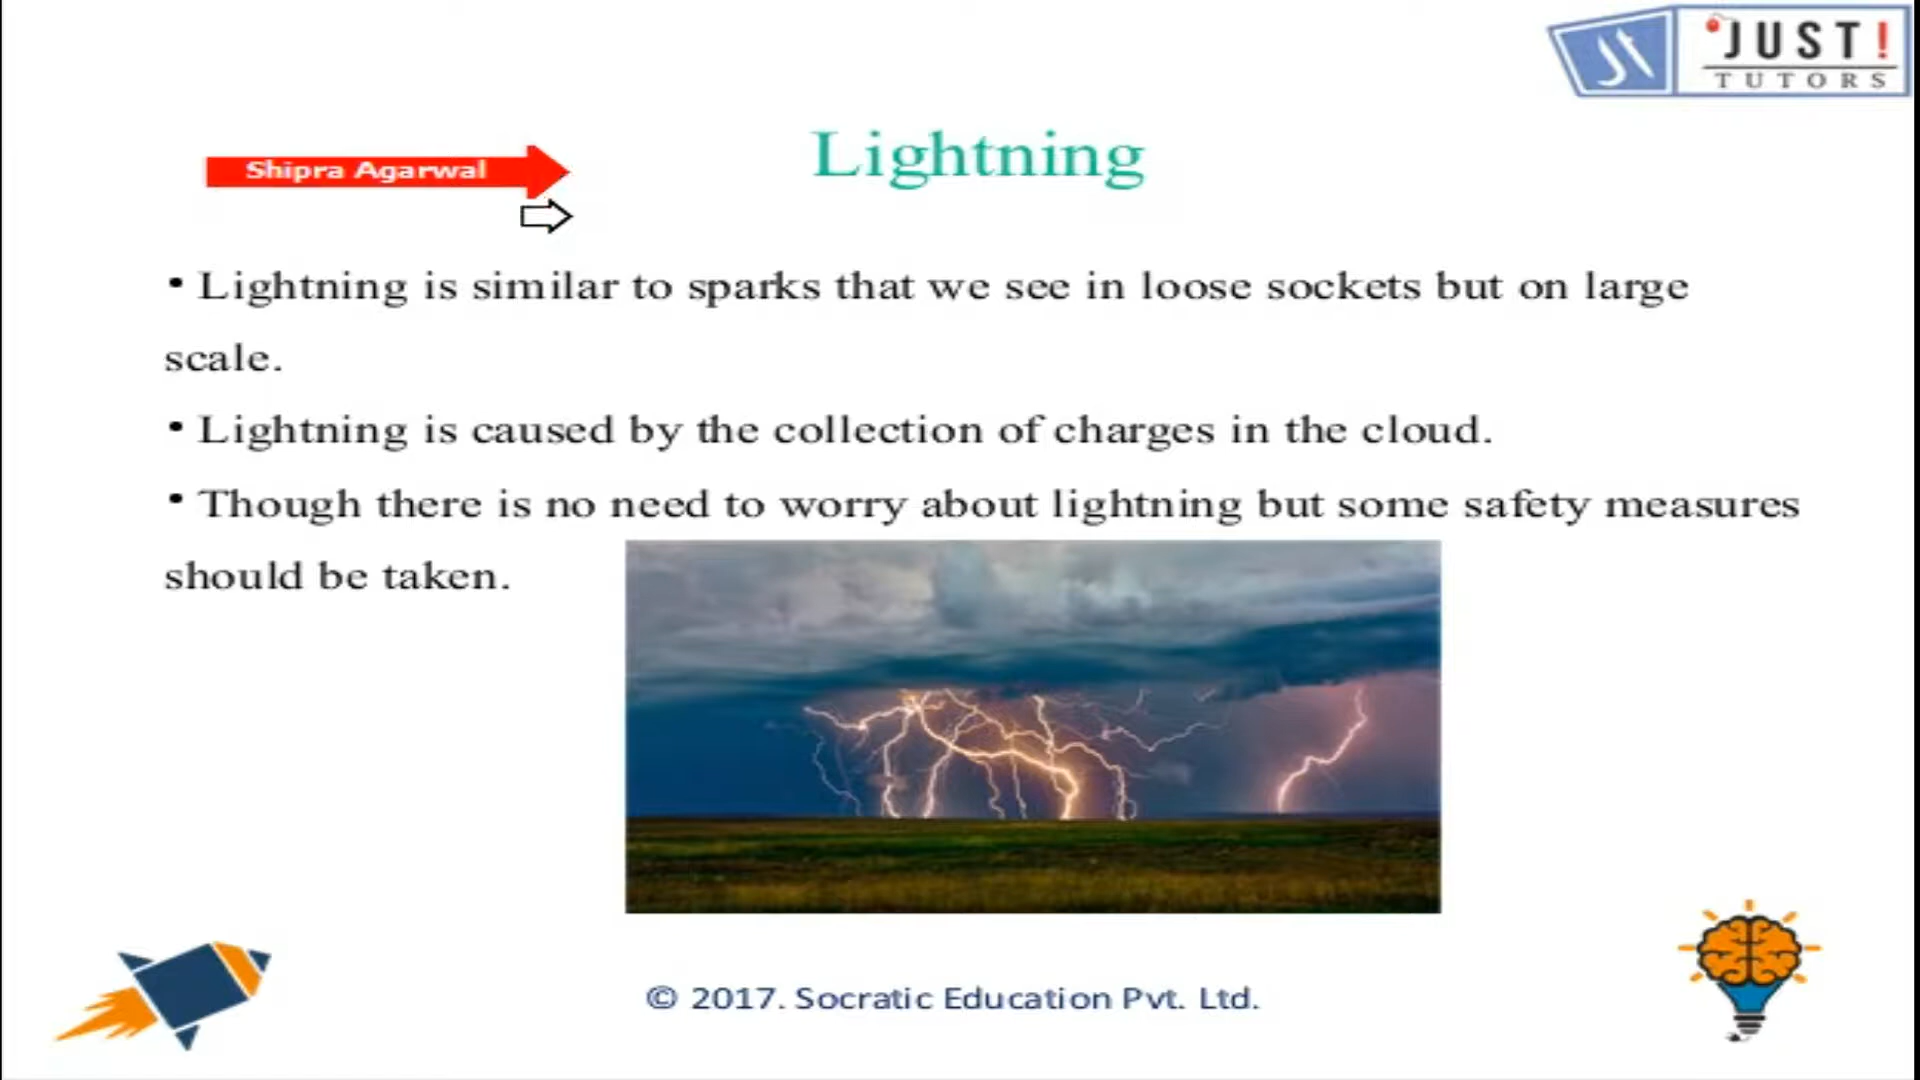 JUST!
TUTORS
Lightning
Shipra Agarwal
• Lightning is similar to sparks that we see in loose sockets but on large
scale.
• Lightning is caused by the collection of charges in the cloud.
• Though there is no need to worry about lightning but some safety measures
should be taken.
© 2017. Socratic Education Pvt. Ltd.